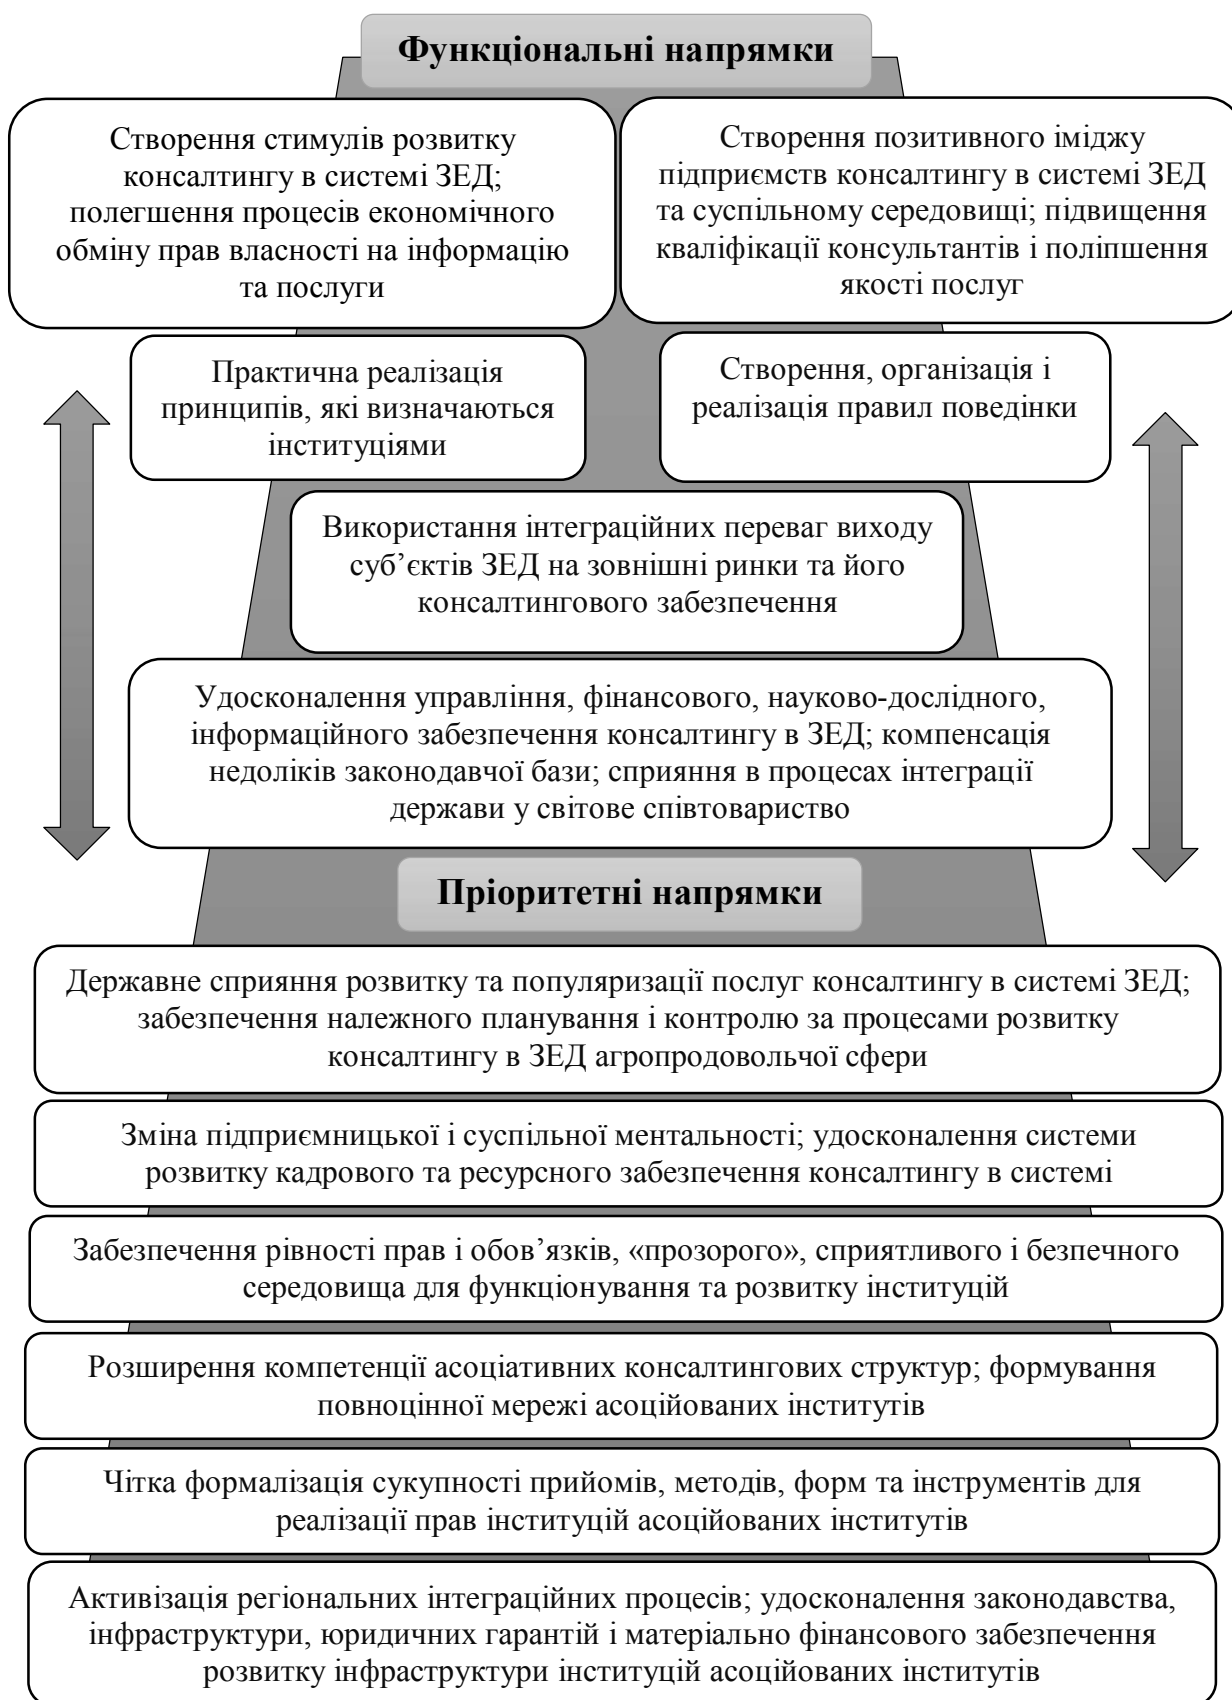 Функціональні напрямки
Створення стимулів розвитку
консалтингу в системі ЗЕД;
полегшення процесів економічного
обміну прав власності на інформацію
та послуги
Створення позитивного іміджу
підприємств консалтингу в системі ЗЕД
та суспільному середовищі; підвищення
кваліфікації консультантів і поліпшення
якості послуг
Практична реалізація
принципів, які визначаються
інституціями
Створення, організація і
реалізація правил поведінки
Використання інтеграційних переваг виходу
суб’єктів ЗЕД на зовнішні ринки та його
консалтингового забезпечення
Удосконалення управління, фінансового, науково-дослідного,
інформаційного забезпечення консалтингу в ЗЕД; компенсація
недоліків законодавчої бази; сприяння в процесах інтеграції
держави у світове співтовариство
Пріоритетні напрямки
Державне сприяння розвитку та популяризації послуг консалтингу в системі ЗЕД;
забезпечення належного планування і контролю за процесами розвитку
консалтингу в ЗЕД агропродовольчої сфери
Зміна підприємницької і суспільної ментальності; удосконалення системи
розвитку кадрового та ресурсного забезпечення консалтингу в системі
Забезпечення рівності прав і обов’язків, «прозорого», сприятливого і безпечного
середовища для функціонування та розвитку інституцій
Розширення компетенції асоціативних консалтингових структур; формування
повноцінної мережі асоційованих інститутів
Чітка формалізація сукупності прийомів, методів, форм та інструментів для
реалізації прав інституцій асоційованих інститутів
Активізація регіональних інтеграційних процесів; удосконалення законодавства,
інфраструктури, юридичних гарантій і матеріально фінансового забезпечення
розвитку інфраструктури інституцій асоційованих інститутів